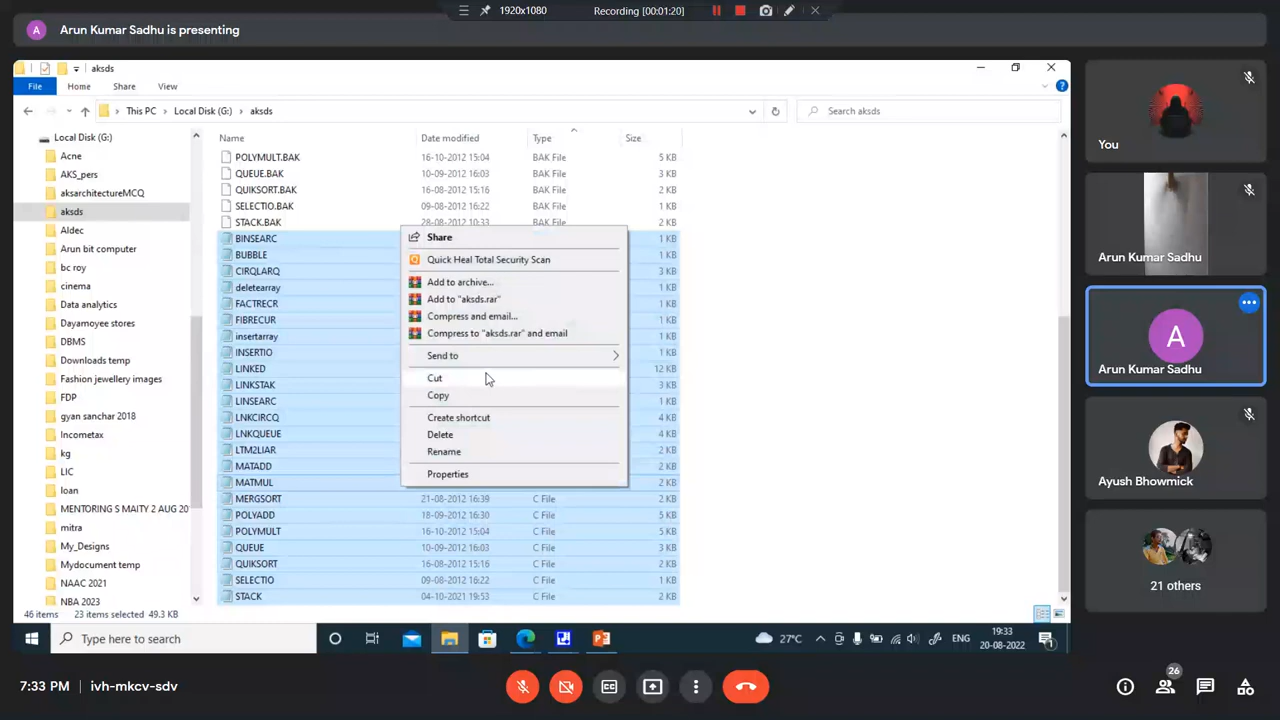 1920x1080 Recording [00:01:20]
A Arun Kumar Sadhu is presenting
aksds
File Home Share View
This PC Local Disk (G:) aksds Search aksds
Name Date modified Type Size
Local Disk (G:)
Acne
AKS_pers
aksarchitectureMCQ
aksds
Aldec
Arun bit computer
bc roy
cinema
Data analytics
Dayamoyee stores
DBMS
Downloads temp
Fashion jewellery images
FDP
gyan sanchar 2018
Incometax
kg
LIC
loan
MENTORING S MAITY 2 AUG 20
mitra
My_Designs
Mydocument temp
NAAC 2021
NBA 2023
POLYMULT.BAK 16-10-2012 15:04 BAK File 5 KB
QUEUE.BAK 10-09-2012 16:03 BAK File 3 KB
QUIKSORT.BAK 16-08-2012 15:16 BAK File 2 KB
SELECTIO.BAK 09-08-2012 16:22 BAK File 1 KB
STACK.BAK 28-08-2012 10:33 BAK File 2 KB
BINSEARC 1 KB
BUBBLE 1 KB
CIRQLARQ 3 KB
deletearray 1 KB
FACTRECR 1 KB
FIBRECUR 1 KB
insertarray 1 KB
INSERTIO 1 KB
LINKED 12 KB
LINKSTAK 3 KB
LINSEARC 1 KB
LNKCIRCQ 4 KB
LNKQUEUE 4 KB
LTM2LIAR 2 KB
MATADD 2 KB
MATMUL 2 KB
MERGSORT 21-08-2012 16:39 C File 2 KB
POLYADD 18-09-2012 16:30 C File 5 KB
POLYMULT 16-10-2012 15:04 C File 5 KB
QUEUE 10-09-2012 16:03 C File 3 KB
QUIKSORT 16-08-2012 15:16 C File 2 KB
SELECTIO 09-08-2012 16:22 C File 1 KB
STACK 04-10-2021 19:53 C File 2 KB
Share
Quick Heal Total Security Scan
Add to archive...
Add to "aksds.rar"
Compress and email...
Compress to "aksds.rar" and email
Send to
Cut
Copy
Create shortcut
Delete
Rename
Properties
46 items 23 items selected 49.3 KB
Type here to search
27°C ENG 19:33
20-08-2022
1
You
Arun Kumar Sadhu
A
Arun Kumar Sadhu
Ayush Bhowmick
21 others
7:33 PM ivh-mkcv-sdv
26